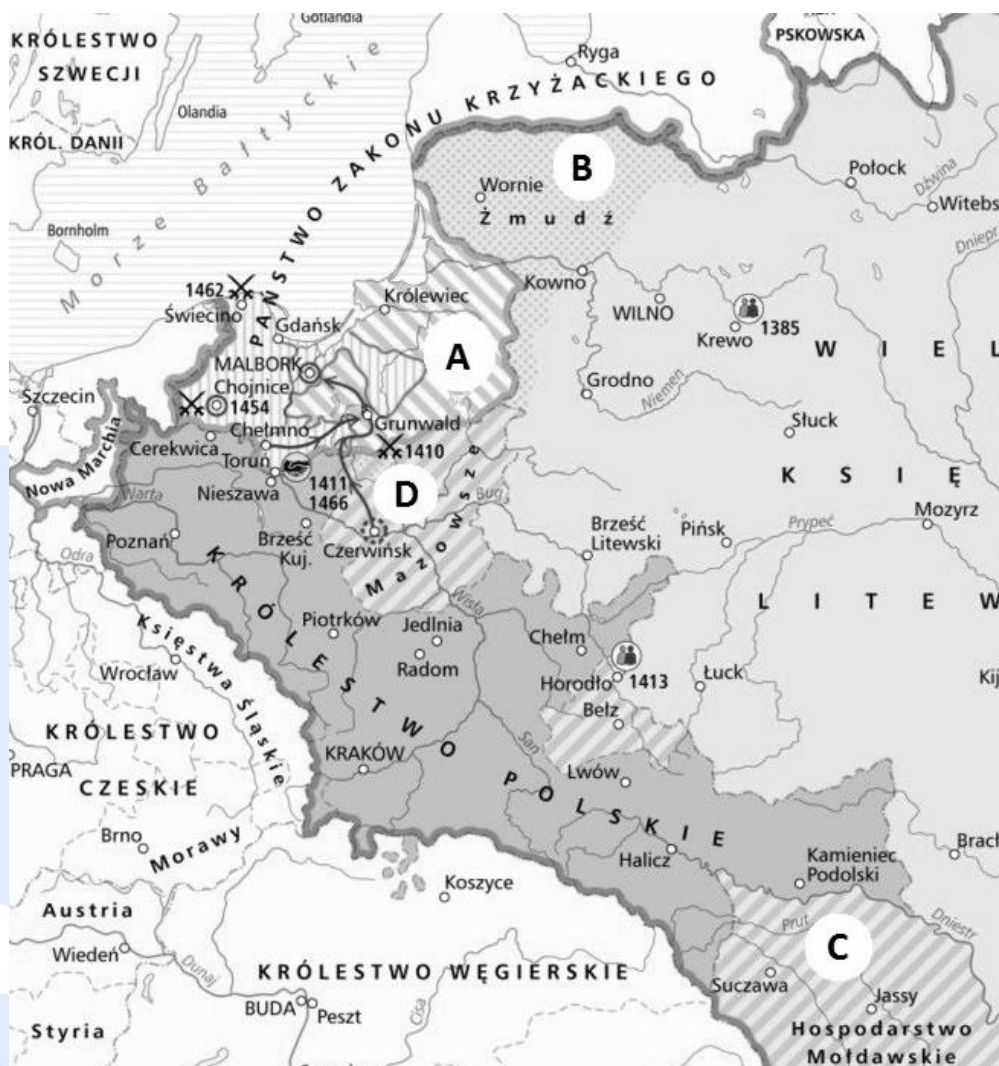 Gotlandia
KRÓLESTWO
SZWECJI
PSKOWSKA
Ryga
Olandia
KRÓL. DANII
Morze Bałtyckie
PAŃSTWO ZAKONU KRZYŻACKIEGO
B
Wornie
Żmudź
Połock
Dźwina
Witebs
Dniepr
Bornholm
Kowno
1462
Świecino
Królewiec
WILNO
Gdańsk
Krewo
1385
A
MALBORK
Chojnice
1454
Szczecin
Grodno
Niemen
WIEL
Grunwald
1410
Słuck
Nowa Marchia
Cerekwica
Chełmno
Toruń
1411
1466
Nieszawa
D
KSIĘ
Warta
Bug
Mozyrz
Poznań
Brześć
Kuj.
Czerwińsk
Mazowsze
Brześć
Litewski
Pińsk
Prypeć
Odra
KRÓLESTWO POLSKIE
Wisła
LITEW
Księstwa Śląskie
Piotrków
Jedlnia
Radom
Chełm
Horodło
1413
Łuck
Kij
Wrocław
Bełz
KRÓLESTWO
CZESKIE
PRAGA
KRAKÓW
San
Lwów
Brno
Morawy
Halicz
Kamieniec
Podolski
Brac
Koszyce
Austria
Wiedeń
Prut
Dniestr
C
Dunaj
KRÓLESTWO WĘGIERSKIE
Suczawa
Jassy
BUDA
Peszt
Cisa
Styria
Hospodarstwo
Mołdawskie